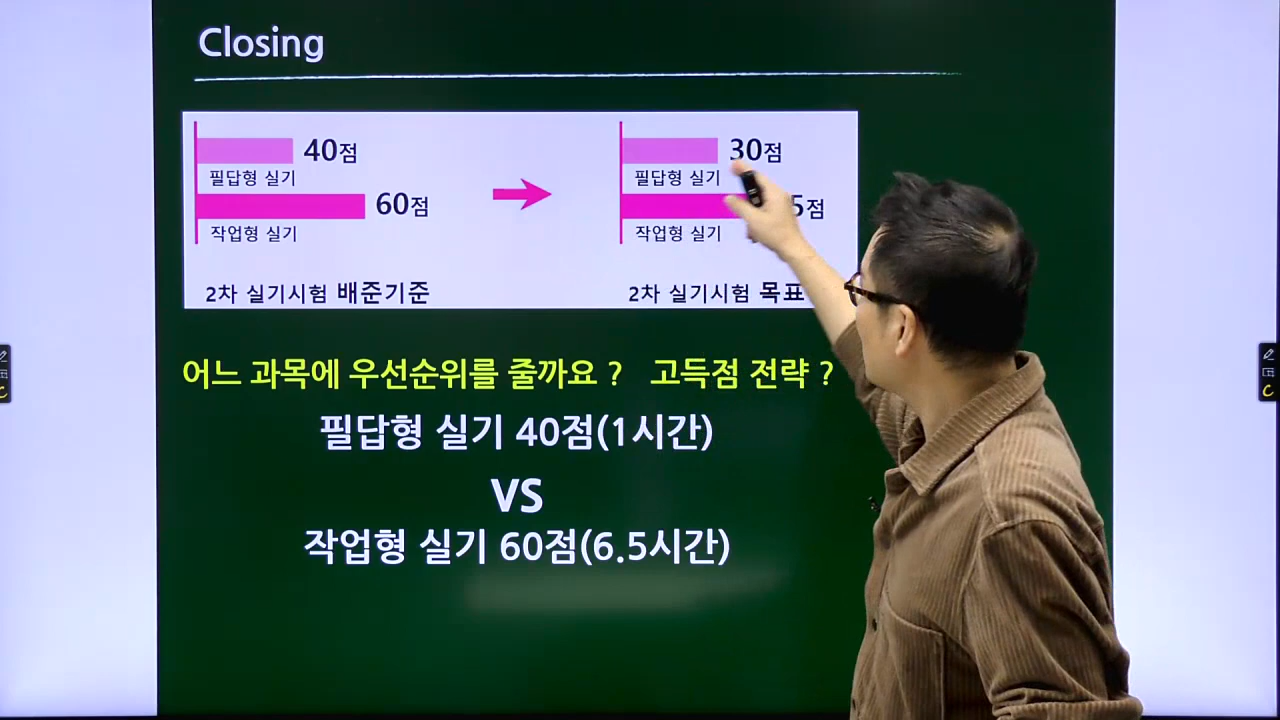 Closing
40점
필답형 실기
60점
작업형 실기
2차 실기시험 배준기준
30점
필답형 실기
5점
작업형 실기
2차 실기시험 목표
어느 과목에 우선순위를 줄까요 ? 고득점 전략 ?
필답형 실기 40점(1시간)
VS
작업형 실기 60점(6.5시간)